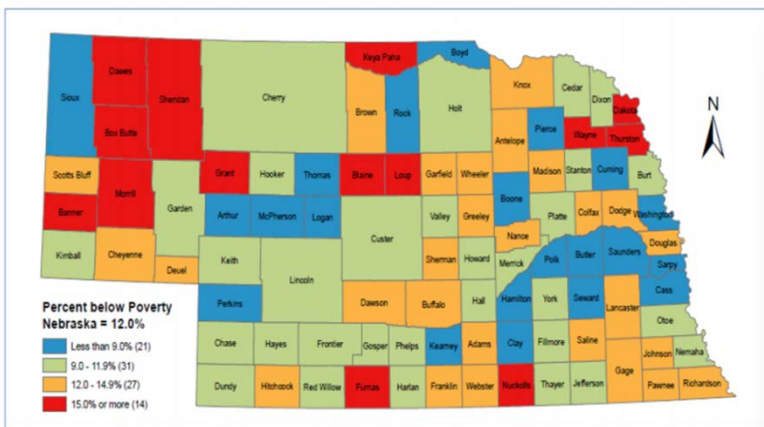 Keya Paha
Boyd
Dawes
Knox
Sioux
Sheridan
Cherry
Cedar
Dixon
N
Brown
Rock
Holt
Dakota
Box Butte
Antelope
Pierce
Wayne
Thurston
Scotts Bluff
Grant
Hooker
Thomas
Blaine
Loup
Garfield
Wheeler
Madison
Stanton
Cuming
Burt
Morrill
Garden
Banner
Arthur
McPherson
Logan
Valley
Greeley
Boone
Platte
Colfax
Dodge
Washington
Custer
Nance
Douglas
Kimball
Cheyenne
Keith
Sherman
Howard
Merrick
Polk
Butler
Saunders
Sarpy
Deuel
Lincoln
Perkins
Dawson
Buffalo
Hall
Hamilton
York
Seward
Lancaster
Cass
Otoe
Percent below Poverty
Nebraska = 12.0%
Less than 9.0% (21)
9.0 - 11.9% (31)
12.0 - 14.9% (27)
15.0% or more (14)
Chase
Hayes
Frontier
Gosper
Phelps
Kearney
Adams
Clay
Fillmore
Saline
Johnson
Nemaha
Gage
Dundy
Hitchcock
Red Willow
Furnas
Harlan
Franklin
Webster
Nuckolls
Thayer
Jefferson
Pawnee
Richardson